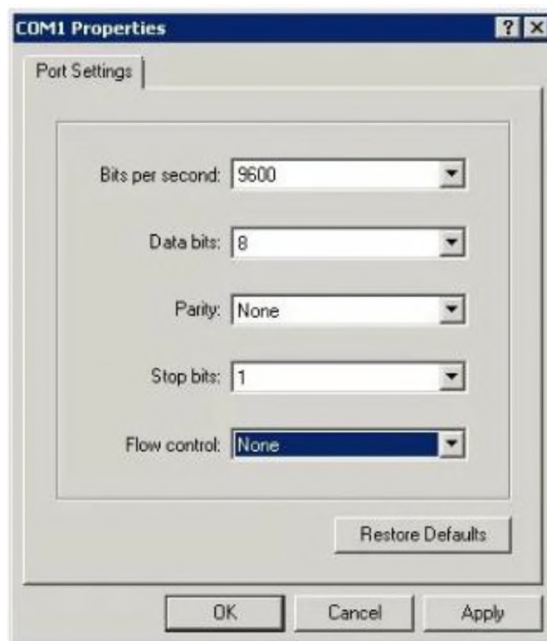 COM1 Properties
Port Settings
Bits per second: 9600
Data bits: 8
Parity: None
Stop bits: 1
Flow control: None
Restore Defaults
OK Cancel Apply